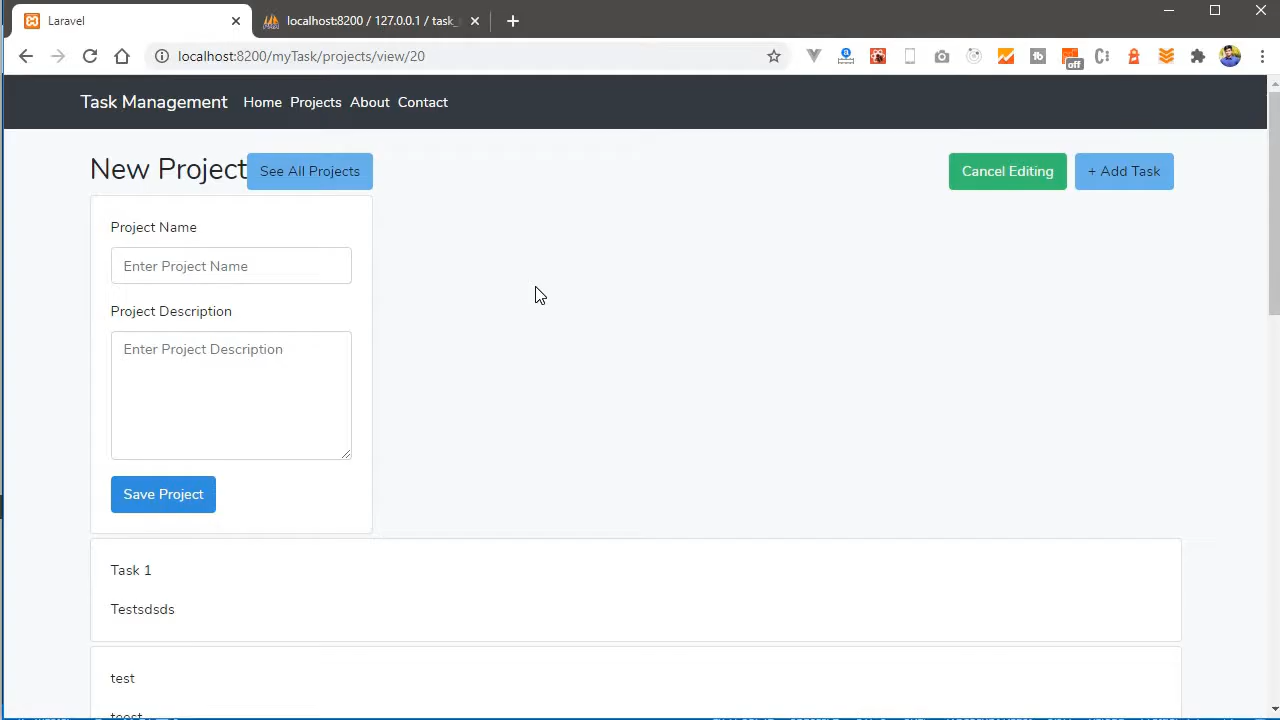 Laravel
localhost:8200 / 127.0.0.1 / task_
localhost:8200/myTask/projects/view/20
off
Task Management Home Projects About Contact
New Project See All Projects Cancel Editing + Add Task
Project Name
Enter Project Name
Project Description
Enter Project Description
Save Project
Task 1
Testsdsds
test